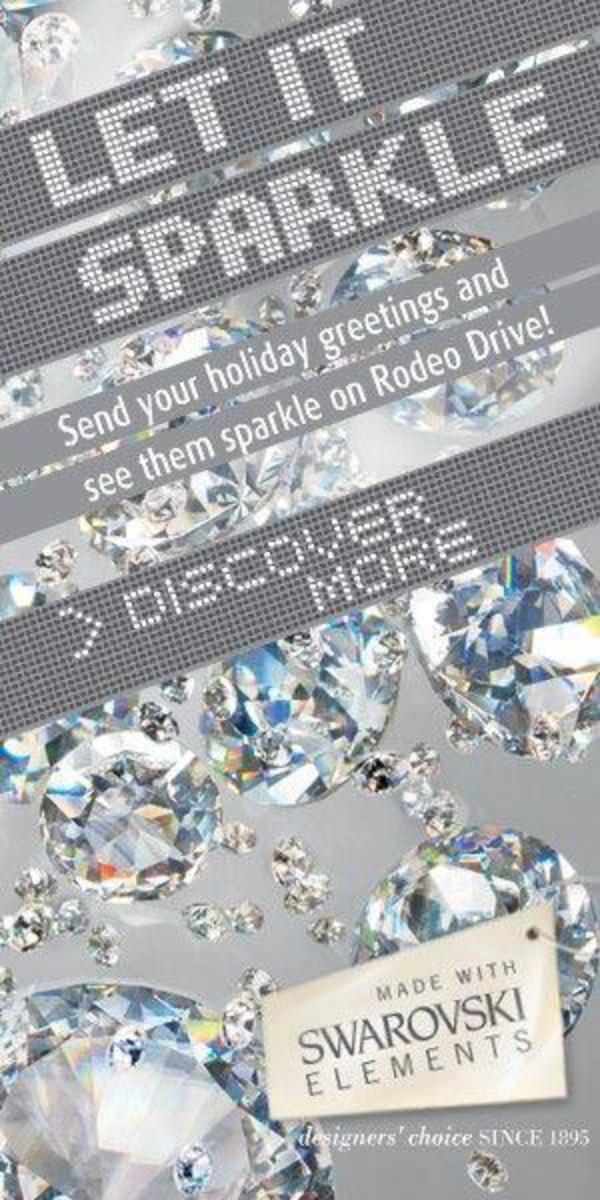 LET IT
SPARKLE
Send your holiday greetings and
see them sparkle on Rodeo Drive!
> DISCOVER
MORE
MADE WITH
SWAROVSKI
ELEMENTS
designers' choice SINCE 1895